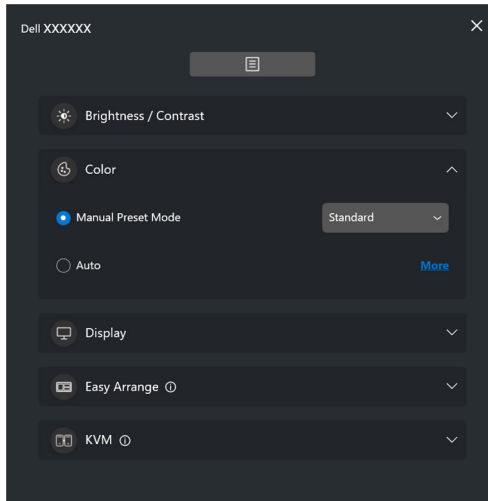 Dell XXXXXX
Brightness / Contrast
Color
Manual Preset Mode Standard
Auto More
Display
Easy Arrange
KVM